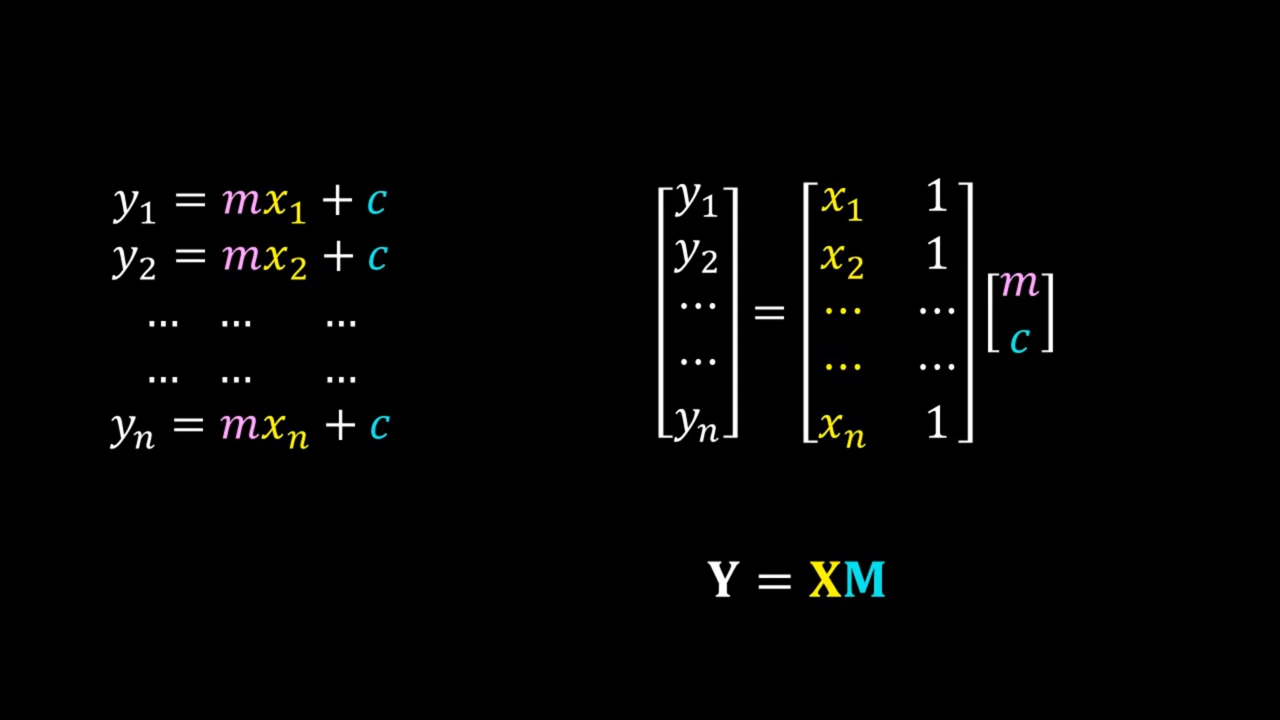 y₁ = mx₁ + c
y₂ = mx₂ + c
... ... ...
... ... ...
yₙ = mxₙ + c
[y₁ y₂ ... ... yₙ] = [x₁ 1 x₂ 1 ... ... ... ... xₙ 1] [m c]
Y = XM